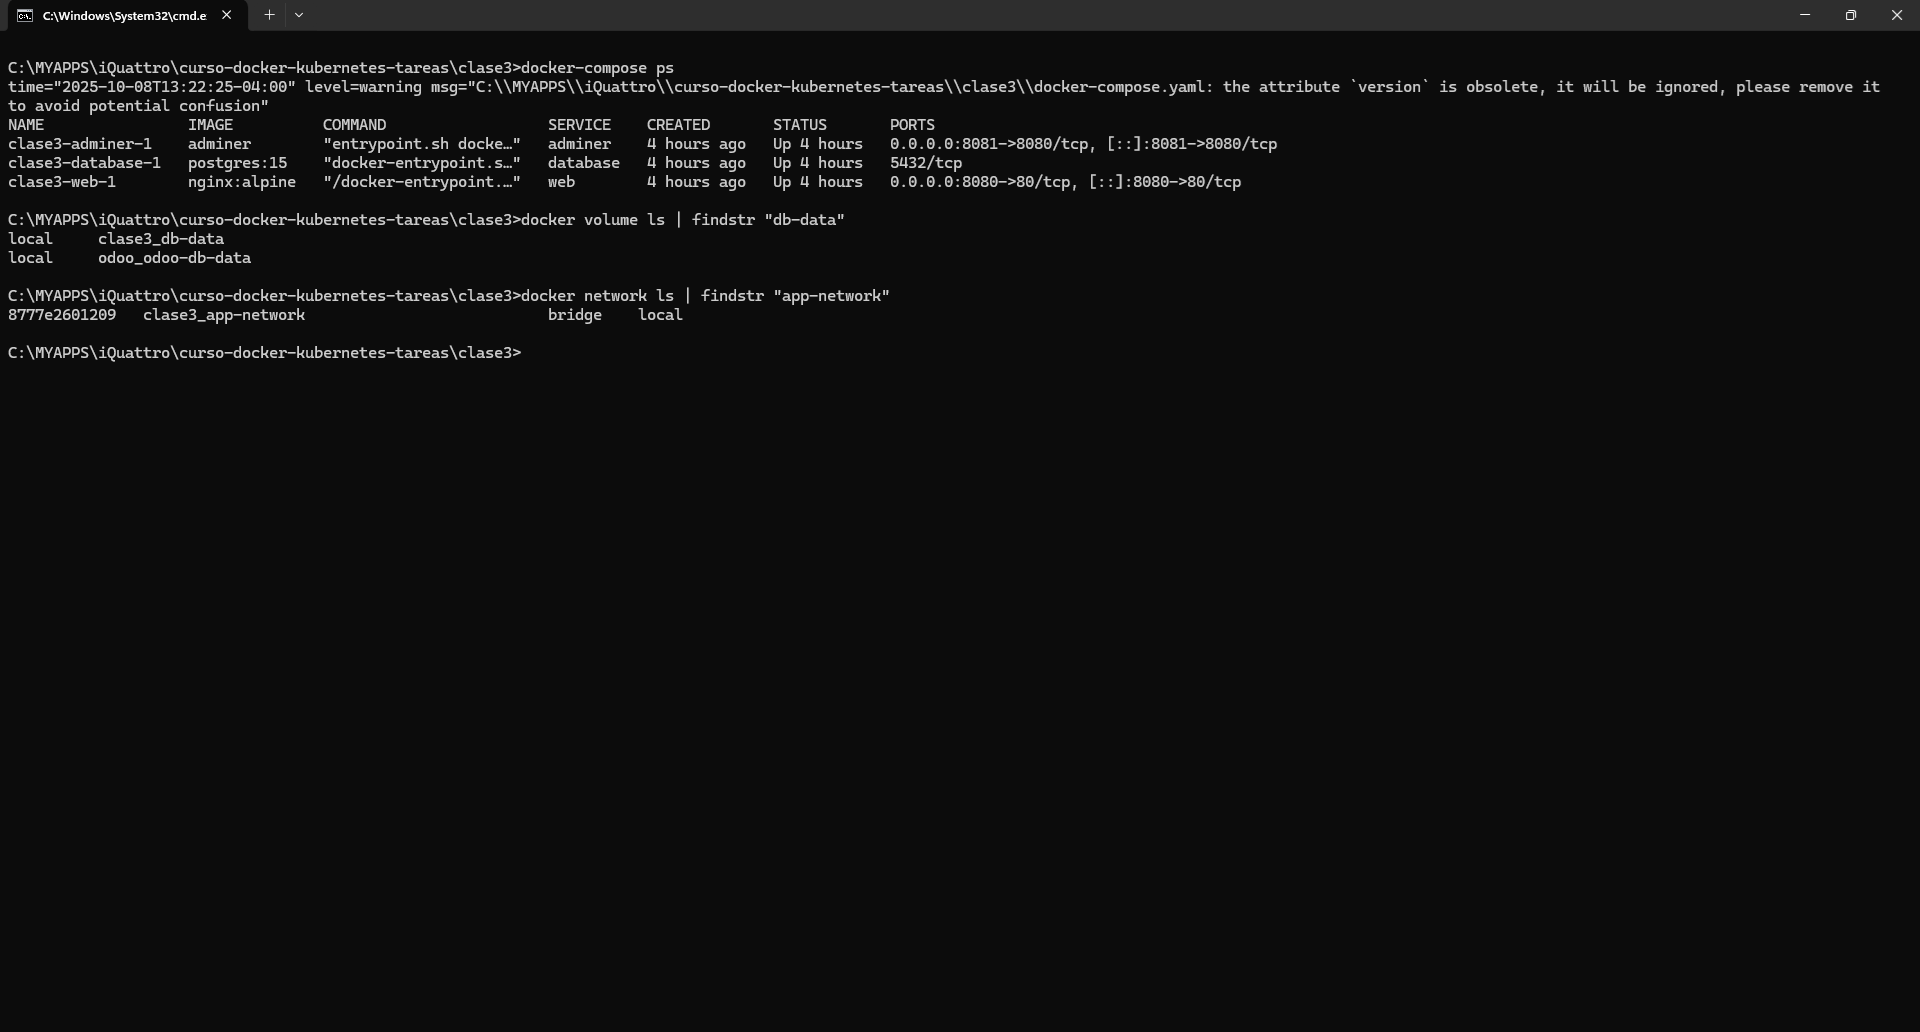 C:\Windows\System32\cmd.e
C:\MYAPPS\iQuattro\curso-docker-kubernetes-tareas\clase3>docker-compose ps
time="2025-10-08T13:22:25-04:00" level=warning msg="C:\\MYAPPS\\iQuattro\\curso-docker-kubernetes-tareas\\clase3\\docker-compose.yaml: the attribute `version` is obsolete, it will be ignored, please remove it
to avoid potential confusion"
NAME                IMAGE          COMMAND                  SERVICE    CREATED       STATUS       PORTS
clase3-adminer-1    adminer        "entrypoint.sh docke…"   adminer    4 hours ago   Up 4 hours   0.0.0.0:8081->8080/tcp, [::]:8081->8080/tcp
clase3-database-1   postgres:15    "docker-entrypoint.s…"   database   4 hours ago   Up 4 hours   5432/tcp
clase3-web-1        nginx:alpine   "/docker-entrypoint.…"   web        4 hours ago   Up 4 hours   0.0.0.0:8080->80/tcp, [::]:8080->80/tcp
C:\MYAPPS\iQuattro\curso-docker-kubernetes-tareas\clase3>docker volume ls | findstr "db-data"
local     clase3_db-data
local     odoo_odoo-db-data
C:\MYAPPS\iQuattro\curso-docker-kubernetes-tareas\clase3>docker network ls | findstr "app-network"
8777e2601209   clase3_app-network                           bridge    local
C:\MYAPPS\iQuattro\curso-docker-kubernetes-tareas\clase3>